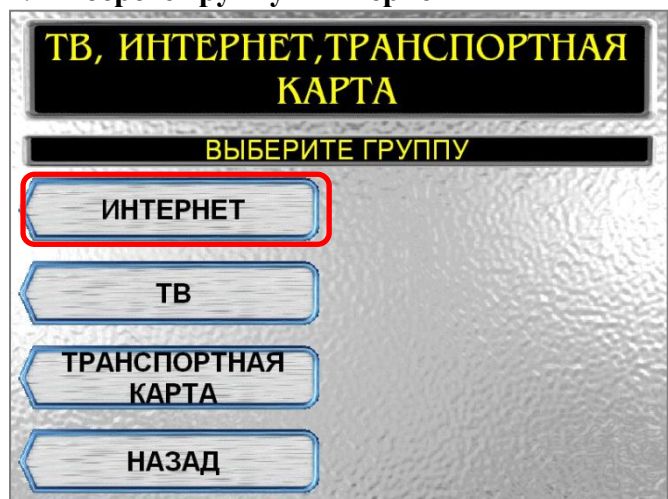 ТВ, ИНТЕРНЕТ,ТРАНСПОРТНАЯ
КАРТА
ВЫБЕРИТЕ ГРУППУ
ИНТЕРНЕТ
ТВ
ТРАНСПОРТНАЯ
КАРТА
НАЗАД